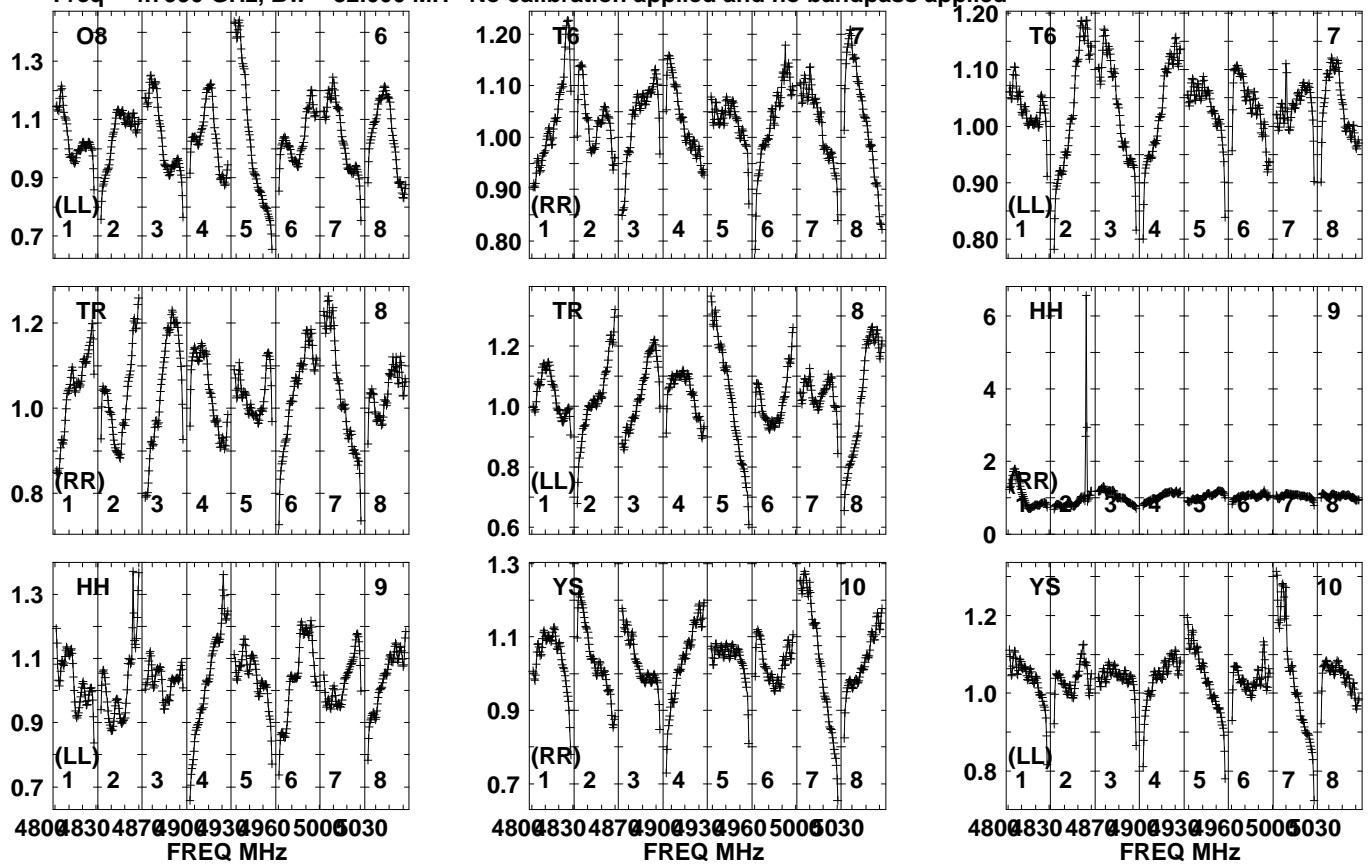 Freq = GHz, Bw = 32.000 MH No calibration applied and no bandpass applied
O8 6
1.3
1.1
0.9
0.7
(LL)
1 2 3 4 5 6 7 8
T6 7
1.20
1.10
1.00
0.90
0.80
(RR)
1 2 3 4 5 6 7 8
T6 7
1.20
1.10
1.00
0.90
0.80
(LL)
1 2 3 4 5 6 7 8
TR 8
1.2
1.0
0.8
(RR)
1 2 3 4 5 6 7 8
TR 8
1.2
1.0
0.8
0.6
(LL)
1 2 3 4 5 6 7 8
HH 9
6
4
2
0
(RR)
1 2 3 4 5 6 7 8
HH 9
1.4
1.3
1.1
0.9
0.7
(LL)
1 2 3 4 5 6 7 8
4800 4830 4870 4900 4930 4960 5000 5030
FREQ MHz
YS 10
1.3
1.2
1.0
0.9
0.7
(RR)
1 2 3 4 5 6 7 8
4800 4830 4870 4900 4930 4960 5000 5030
FREQ MHz
YS 10
1.2
1.0
0.8
(LL)
1 2 3 4 5 6 7 8
4800 4830 4870 4900 4930 4960 5000 5030
FREQ MHz